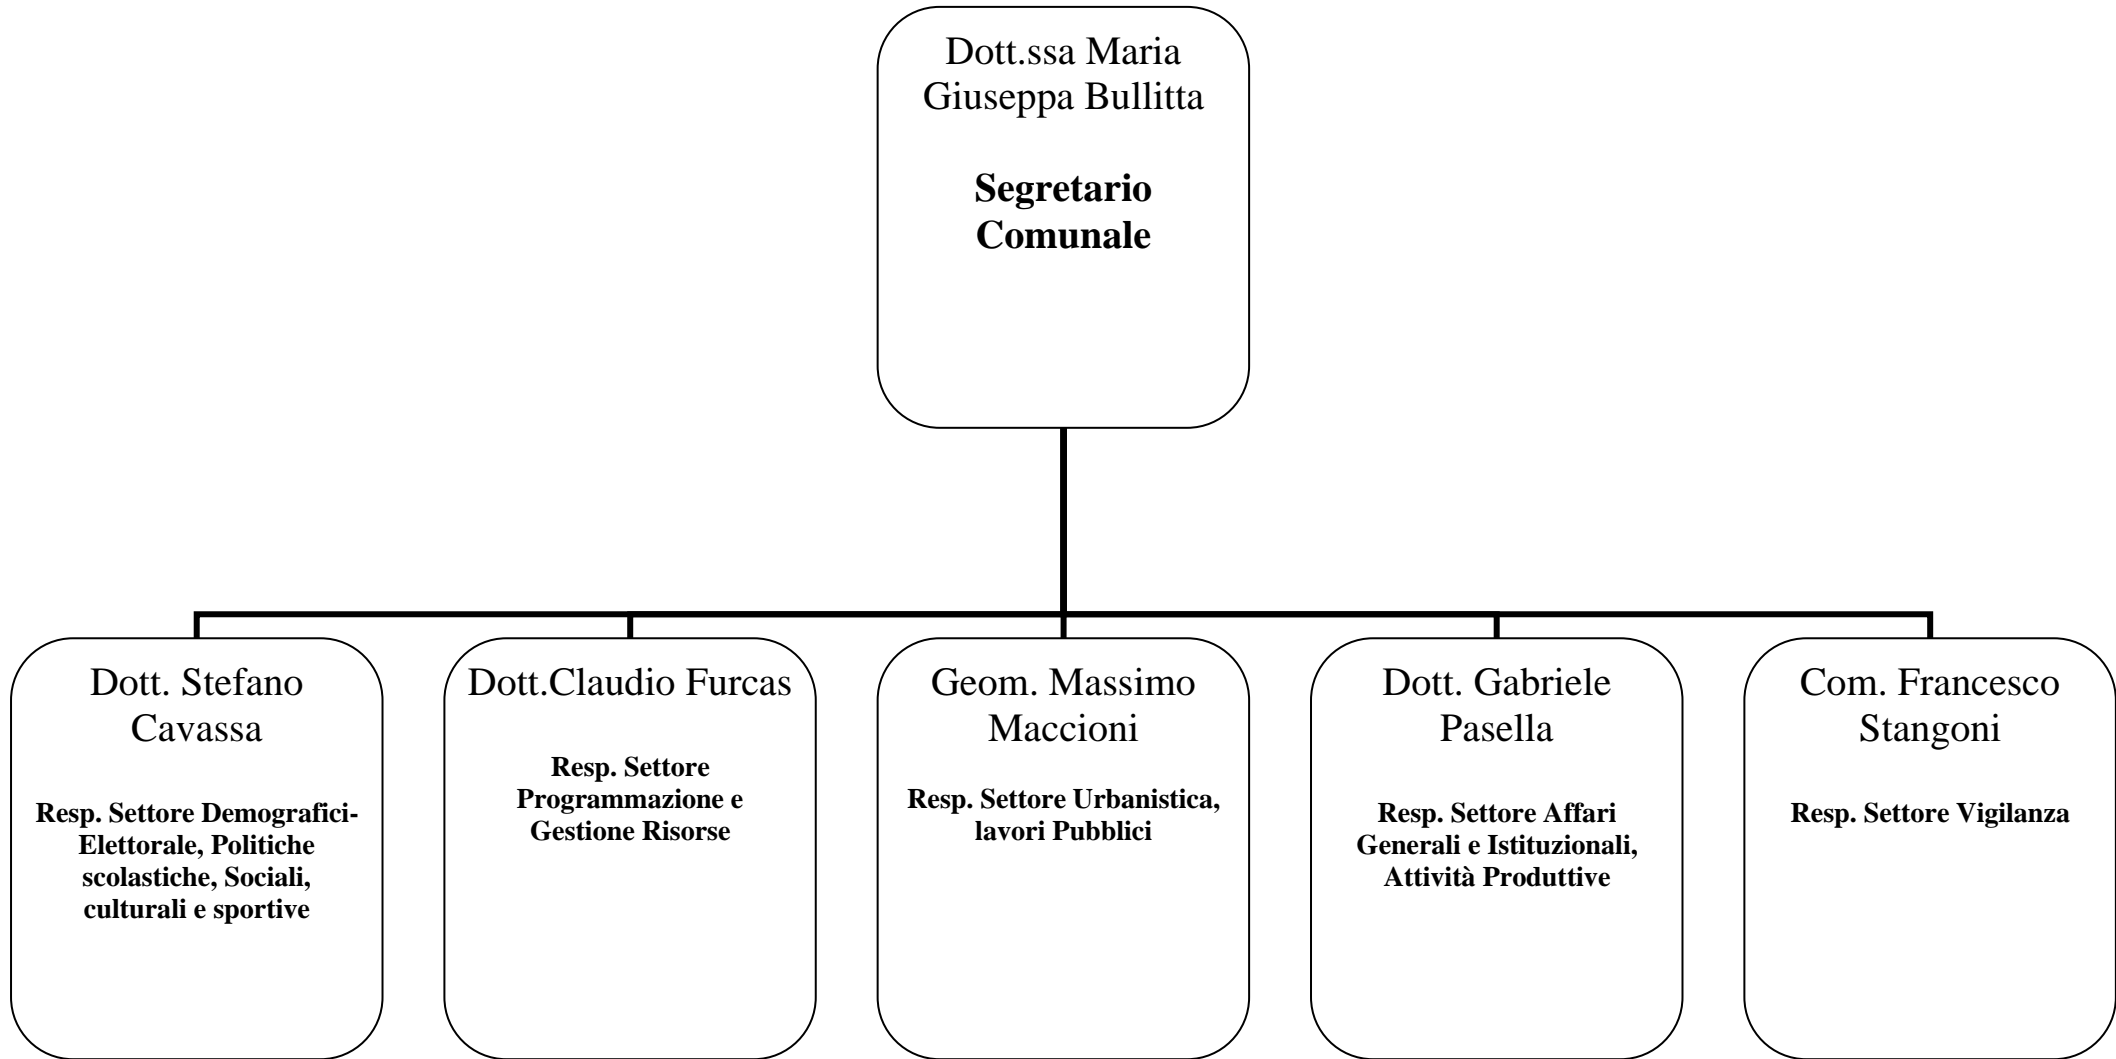 Dott.ssa Maria
Giuseppa Bullitta
Segretario
Comunale
Dott. Stefano
Cavassa
Resp. Settore Demografici-
Elettorale, Politiche
scolastiche, Sociali,
culturali e sportive
Dott.Claudio Furcas
Resp. Settore
Programmazione e
Gestione Risorse
Geom. Massimo
Maccioni
Resp. Settore Urbanistica,
lavori Pubblici
Dott. Gabriele
Pasella
Resp. Settore Affari
Generali e Istituzionali,
Attività Produttive
Com. Francesco
Stangoni
Resp. Settore Vigilanza